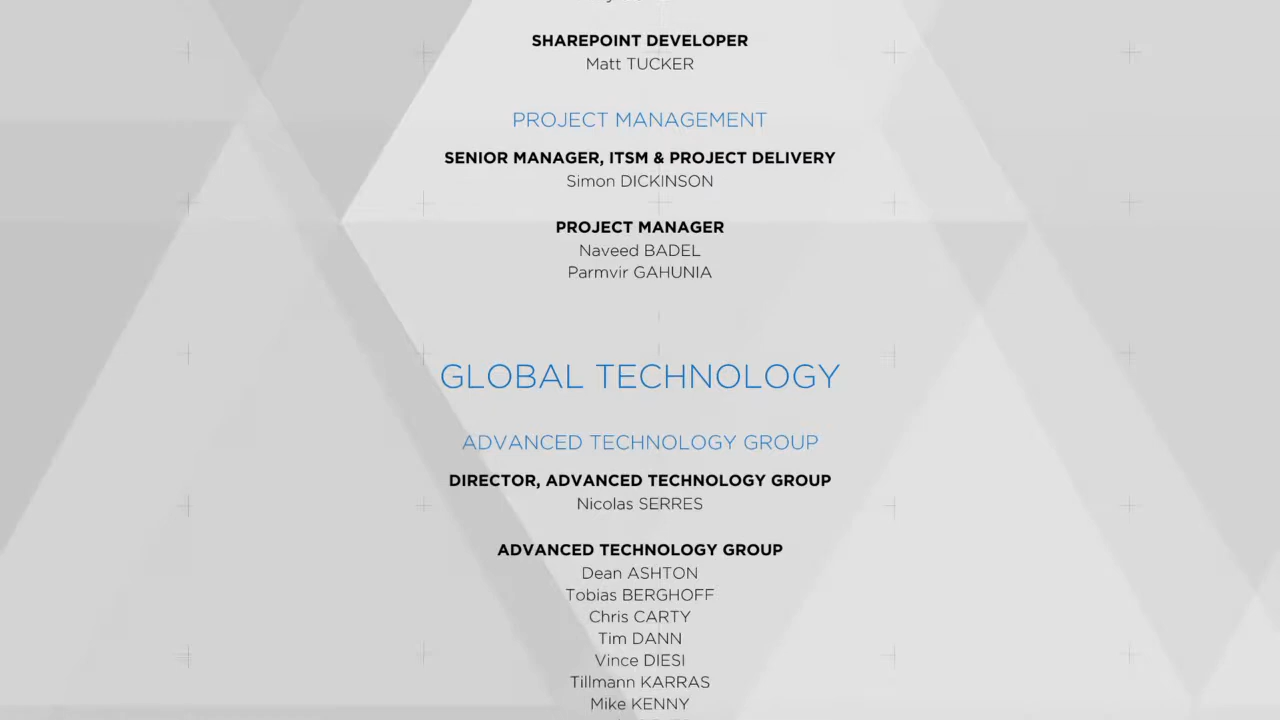 SHAREPOINT DEVELOPER
Matt TUCKER
PROJECT MANAGEMENT
SENIOR MANAGER, ITSM & PROJECT DELIVERY
Simon DICKINSON
PROJECT MANAGER
Naveed BADEL
Parmvir GAHUNIA
GLOBAL TECHNOLOGY
ADVANCED TECHNOLOGY GROUP
DIRECTOR, ADVANCED TECHNOLOGY GROUP
Nicolas SERRES
ADVANCED TECHNOLOGY GROUP
Dean ASHTON
Tobias BERGHOFF
Chris CARTY
Tim DANN
Vince DIESI
Tillmann KARRAS
Mike KENNY